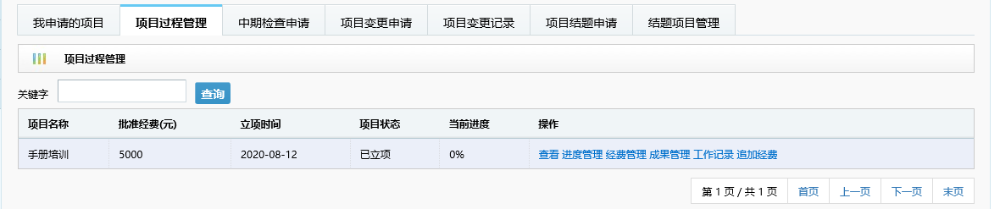 我申请的项目 项目过程管理 中期检查申请 项目变更申请 项目变更记录 项目结题申请 结题项目管理
项目过程管理
关键字 查询
项目名称 批准经费(元) 立项时间 项目状态 当前进度 操作
手册培训 5000 2020-08-12 已立项 0% 查看 进度管理 经费管理 成果管理 工作记录 追加经费
第 1 页 / 共 1 页 首页 上一页 下一页 末页